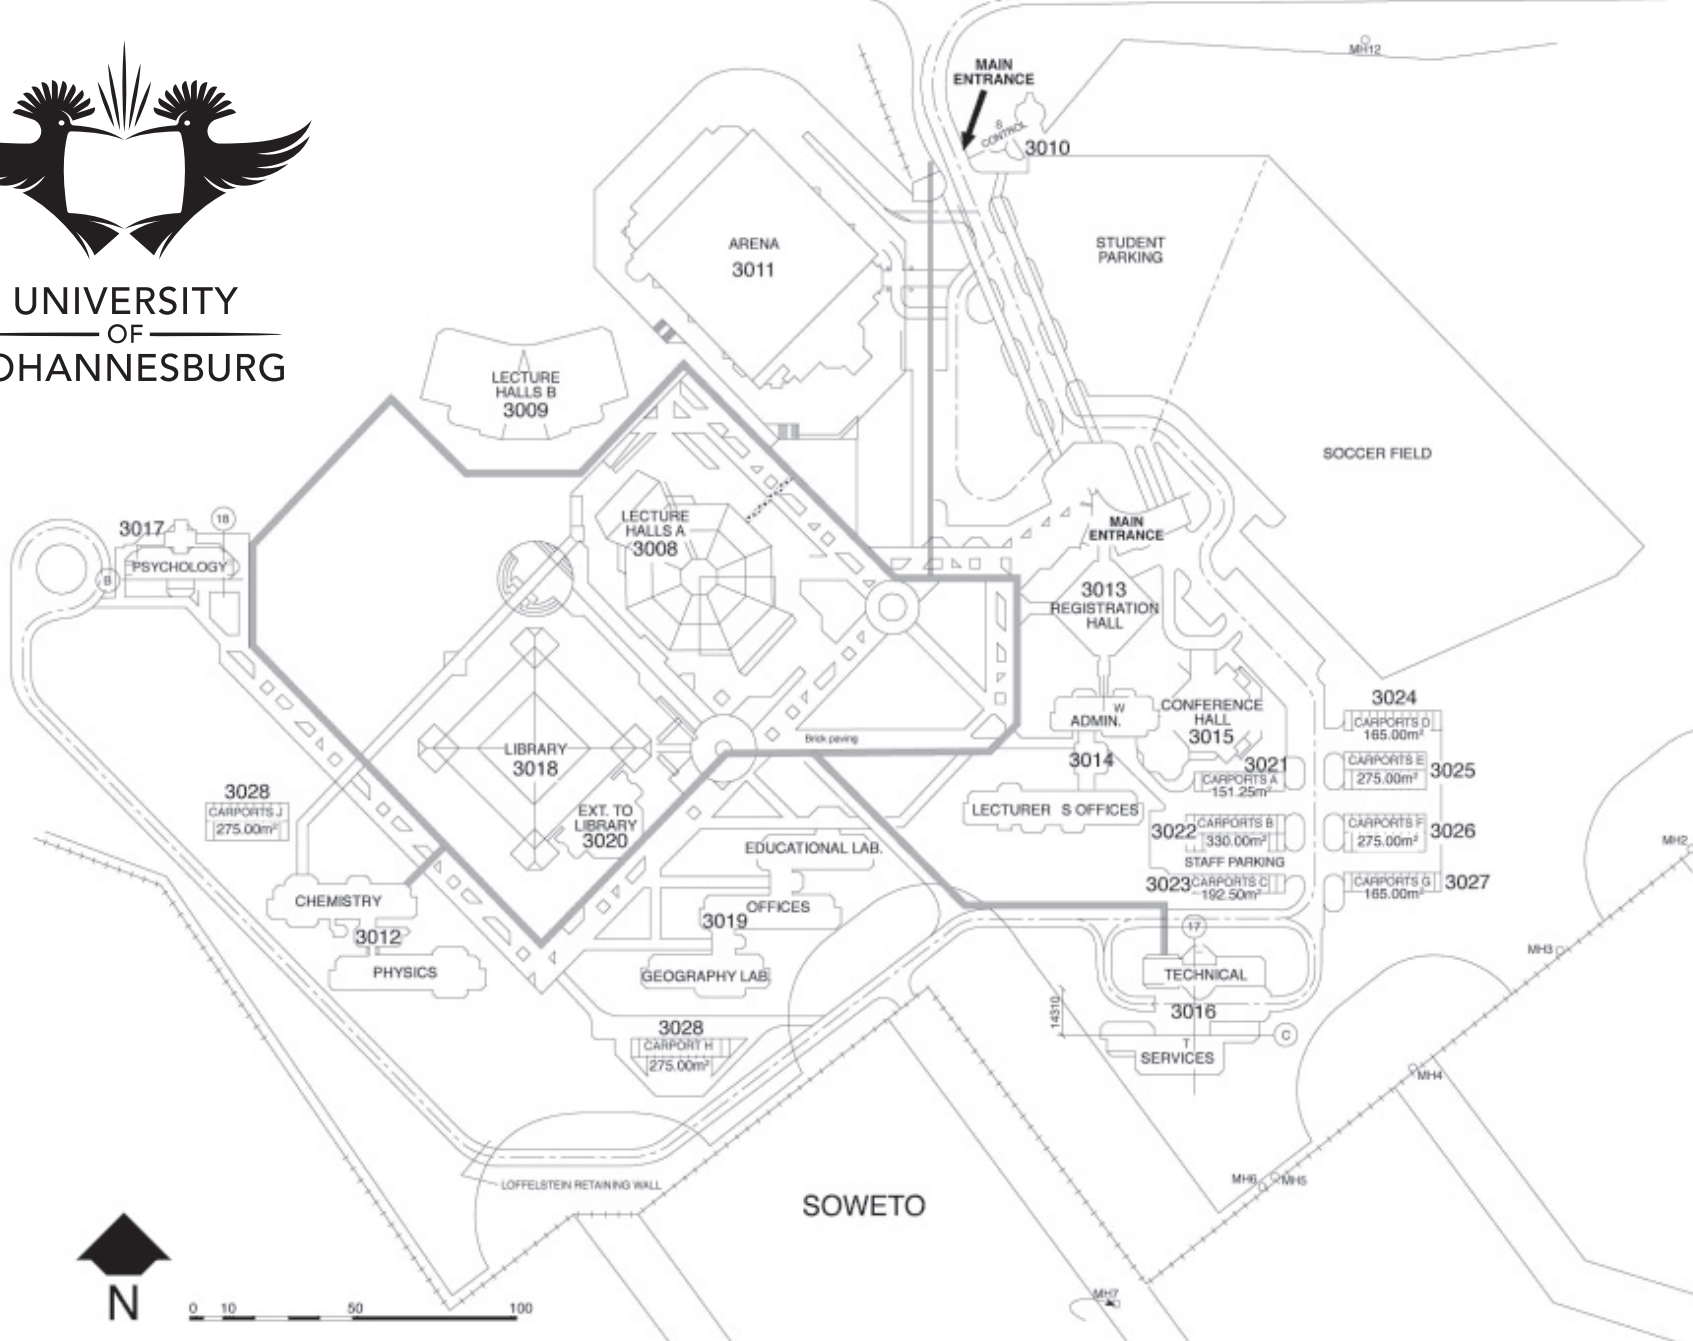 MAIN
ENTRANCE
MH12
S
CONTROL
3010
UNIVERSITY
OF
OHANNESBURG
ARENA
3011
STUDENT
PARKING
LECTURE
HALLS B
3009
SOCCER FIELD
3017
18
B
PSYCHOLOGY
LECTURE
HALLS A
3008
MAIN
ENTRANCE
3013
REGISTRATION
HALL
W
ADMIN.
3014
LECTURER S OFFICES
CONFERENCE
HALL
3015
Brick paving
LIBRARY
3018
EXT. TO
LIBRARY
3020
3024
CARPORTS D
165.00m²
3021
CARPORTS A
151.25m²
CARPORTS E
275.00m²
3025
3022
CARPORTS B
330.00m²
CARPORTS F
275.00m²
3026
STAFF PARKING
3023
CARPORTS C
192.50m²
CARPORTS G
165.00m²
3027
3028
CARPORTS J
275.00m²
EDUCATIONAL LAB.
OFFICES
3019
GEOGRAPHY LAB
CHEMISTRY
3012
PHYSICS
3028
CARPORT H
275.00m²
17
TECHNICAL
3016
T
SERVICES
C
14310
MH2
MH3
MH4
MH5
MH6
MH7
LOFFELSTEIN RETAINING WALL
SOWETO
N
0 10 50 100